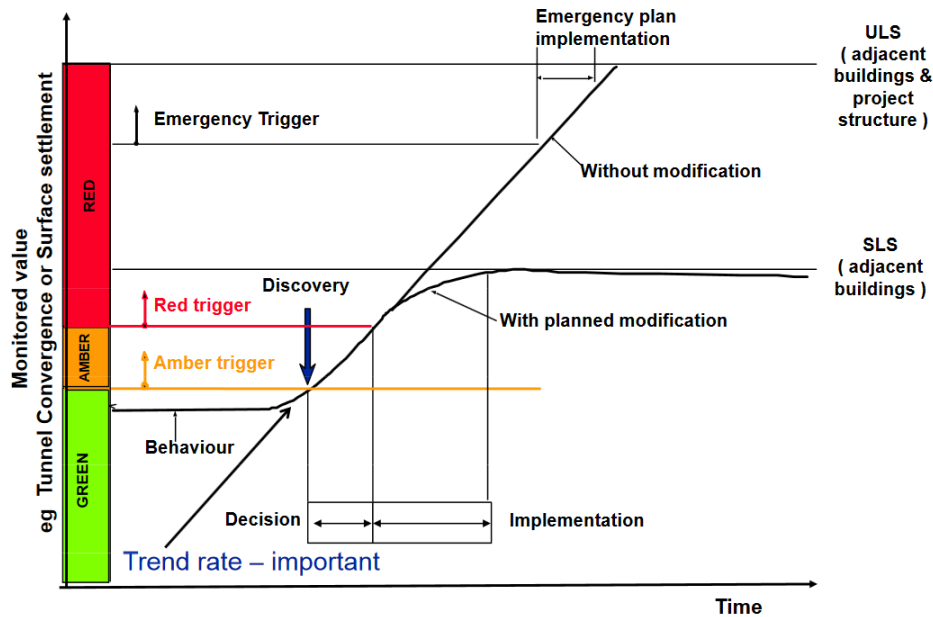 Emergency plan
implementation
ULS
( adjacent
buildings &
project
structure )
Emergency Trigger
Without modification
RED
Monitored value
eg Tunnel Convergence or Surface settlement
SLS
( adjacent
buildings )
Discovery
Red trigger
With planned modification
AMBER
Amber trigger
Behaviour
GREEN
Decision
Implementation
Trend rate – important
Time